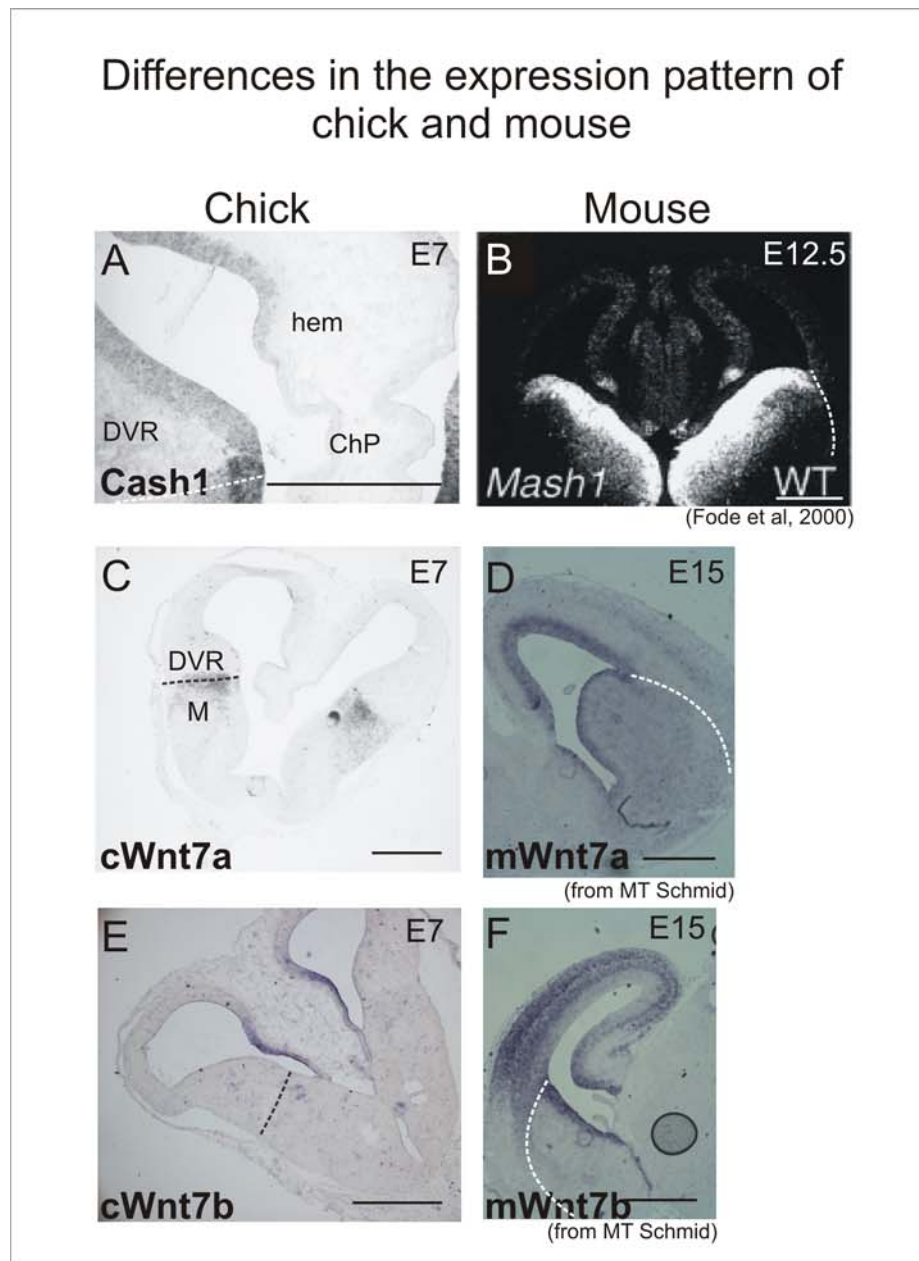 Differences in the expression pattern of
chick and mouse
Chick
Mouse
A
E7
hem
DVR
ChP
Cash1
B
E12.5
Mash1
WT
(Fode et al, 2000)
C
E7
DVR
M
cWnt7a
D
E15
mWnt7a
(from MT Schmid)
E
E7
cWnt7b
F
E15
mWnt7b
(from MT Schmid)